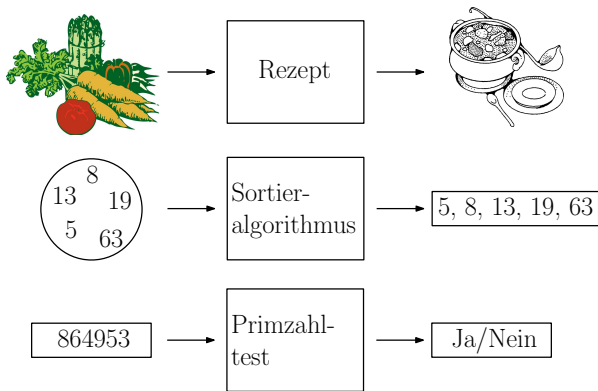 Rezept
8
13
19
5
63
Sortier-
algorithmus
5, 8, 13, 19, 63
864953
Primzahl-
test
Ja/Nein